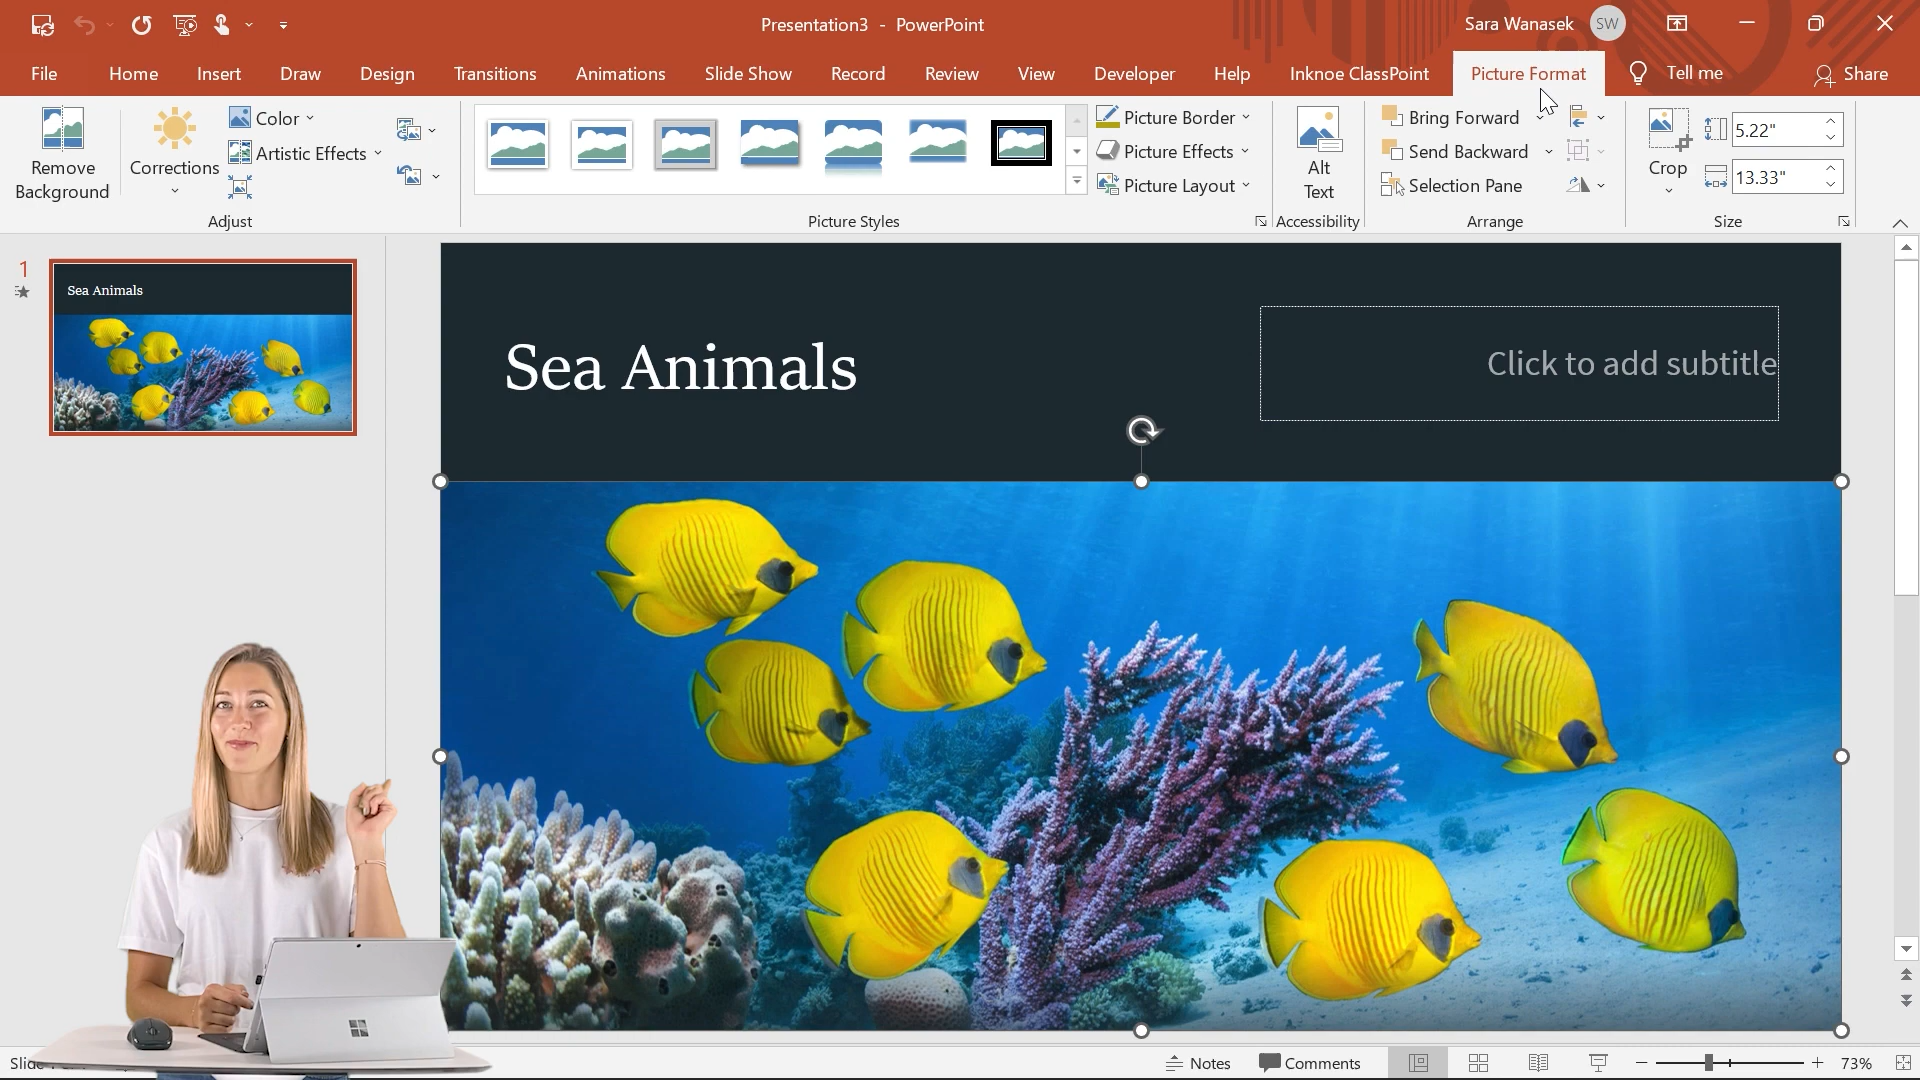 Presentation3 - PowerPoint
Sara Wanasek SW
File Home Insert Draw Design Transitions Animations Slide Show Record Review View Developer Help Inknoe ClassPoint Picture Format Tell me Share
Remove
Background
Corrections
Color
Artistic Effects
Adjust
Picture Styles
Picture Border
Picture Effects
Picture Layout
Alt
Text
Accessibility
Bring Forward
Send Backward
Selection Pane
Arrange
Crop
5.22"
13.33"
Size
1
Sea Animals
Sea Animals
Click to add subtitle
Notes Comments 73%